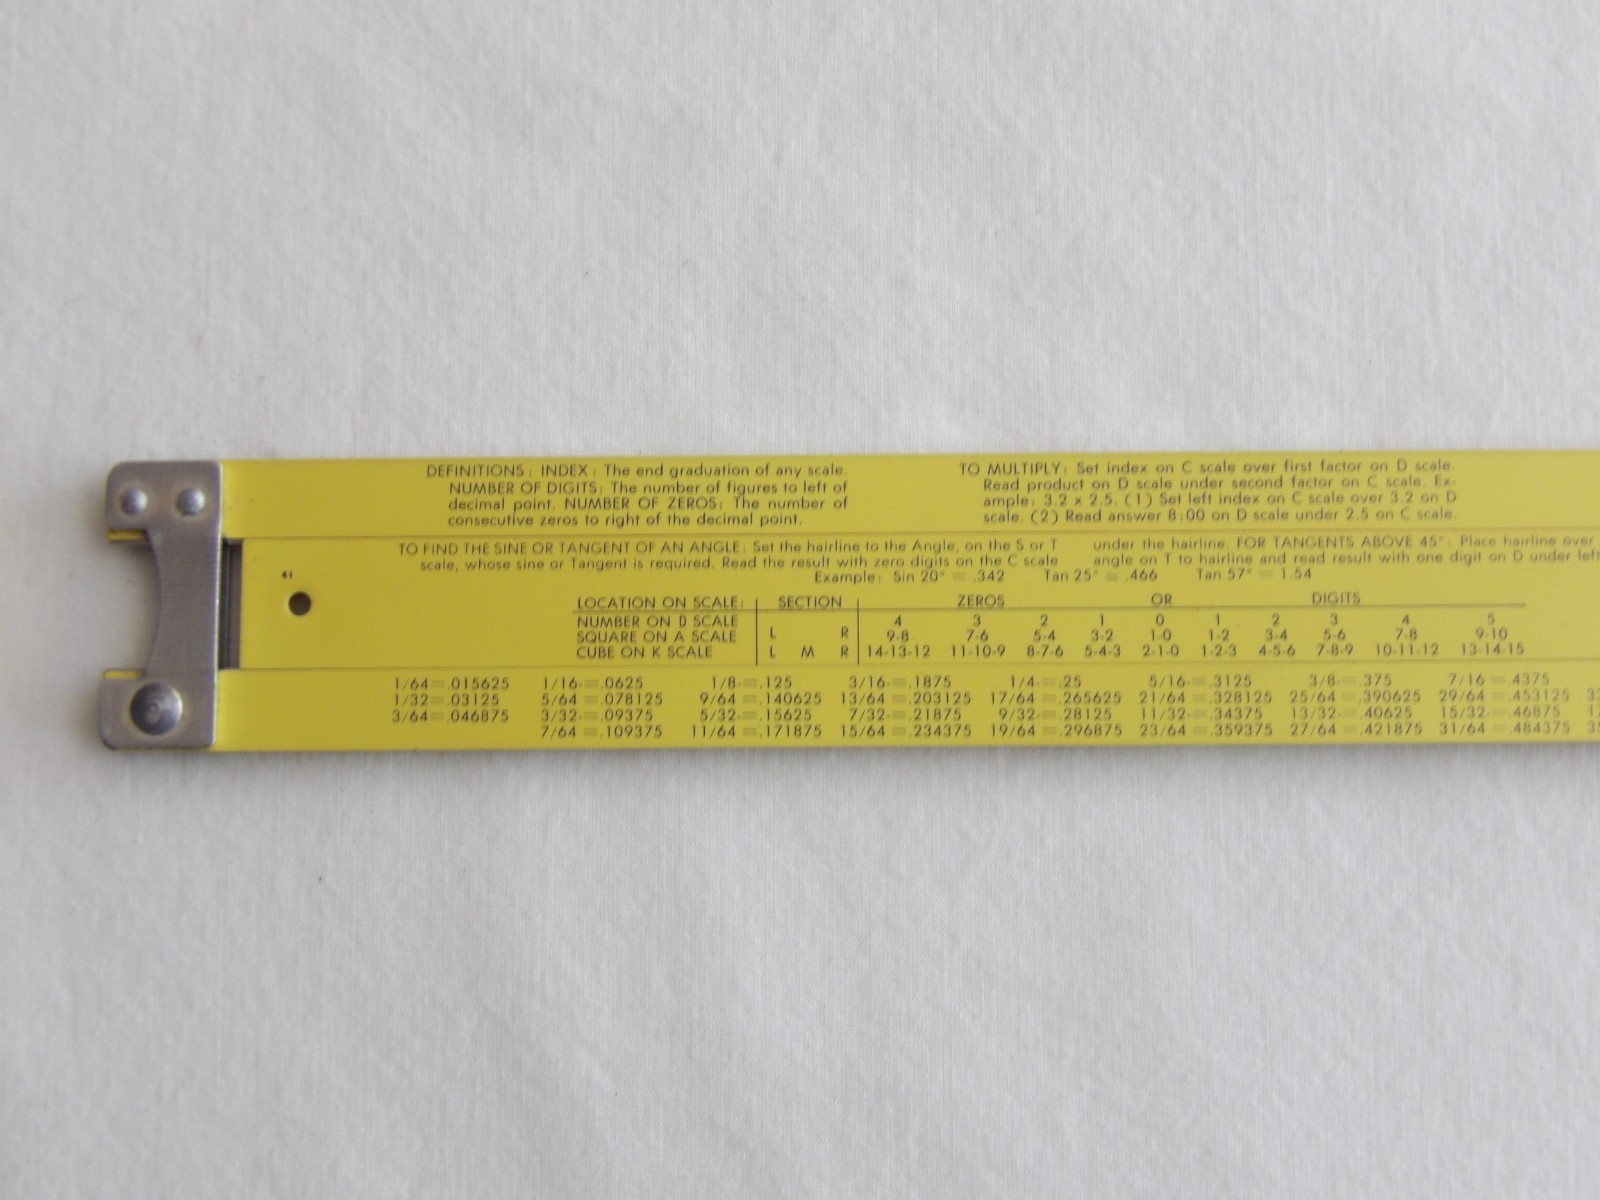 DEFINITIONS: INDEX: The end graduation of any scale.
NUMBER OF DIGITS: The number of figures to left of
decimal point. NUMBER OF ZEROS: The number of
consecutive zeros to right of the decimal point.
TO MULTIPLY: Set index on C scale over first factor on D scale.
Read product on D scale under second factor on C scale. Ex-
ample: 3.2 x 2.5. (1) Set left index on C scale over 3.2 on D
scale. (2) Read answer 8:00 on D scale under 2.5 on C scale.
TO FIND THE SINE OR TANGENT OF AN ANGLE: Set the hairline to the Angle, on the S or T
scale, whose sine or Tangent is required. Read the result with zero digits on the C scale
under the hairline. FOR TANGENTS ABOVE 45°: Place hairline over
angle on T to hairline and read result with one digit on D under left
Example: Sin 20° = .342 Tan 25° = .466 Tan 57° = 1.54
41
LOCATION ON SCALE: SECTION ZEROS OR DIGITS
NUMBER ON D SCALE 4 3 2 1 0 1 2 3 4 5
SQUARE ON A SCALE L R 9-8 7-6 5-4 3-2 1-0 1-2 3-4 5-6 7-8 9-10
CUBE ON K SCALE L M R 14-13-12 11-10-9 8-7-6 5-4-3 2-1-0 1-2-3 4-5-6 7-8-9 10-11-12 13-14-15
1/64=.015625 1/16-=.0625 1/8-=.125 3/16-=.1875 1/4-=.25 5/16-=.3125 3/8-=.375 7/16 =.4375
1/32=.03125 5/64 =.078125 9/64 =.140625 13/64 =.203125 17/64 =.265625 21/64 =.328125 25/64 =.390625 29/64 =.453125
3/64=.046875 3/32-=.09375 5/32-=.15625 7/32-=.21875 9/32-=.28125 11/32-=.34375 13/32-=.40625 15/32-=.46875
7/64 =.109375 11/64 =.171875 15/64 =.234375 19/64 =.296875 23/64 =.359375 27/64 =.421875 31/64 =.484375